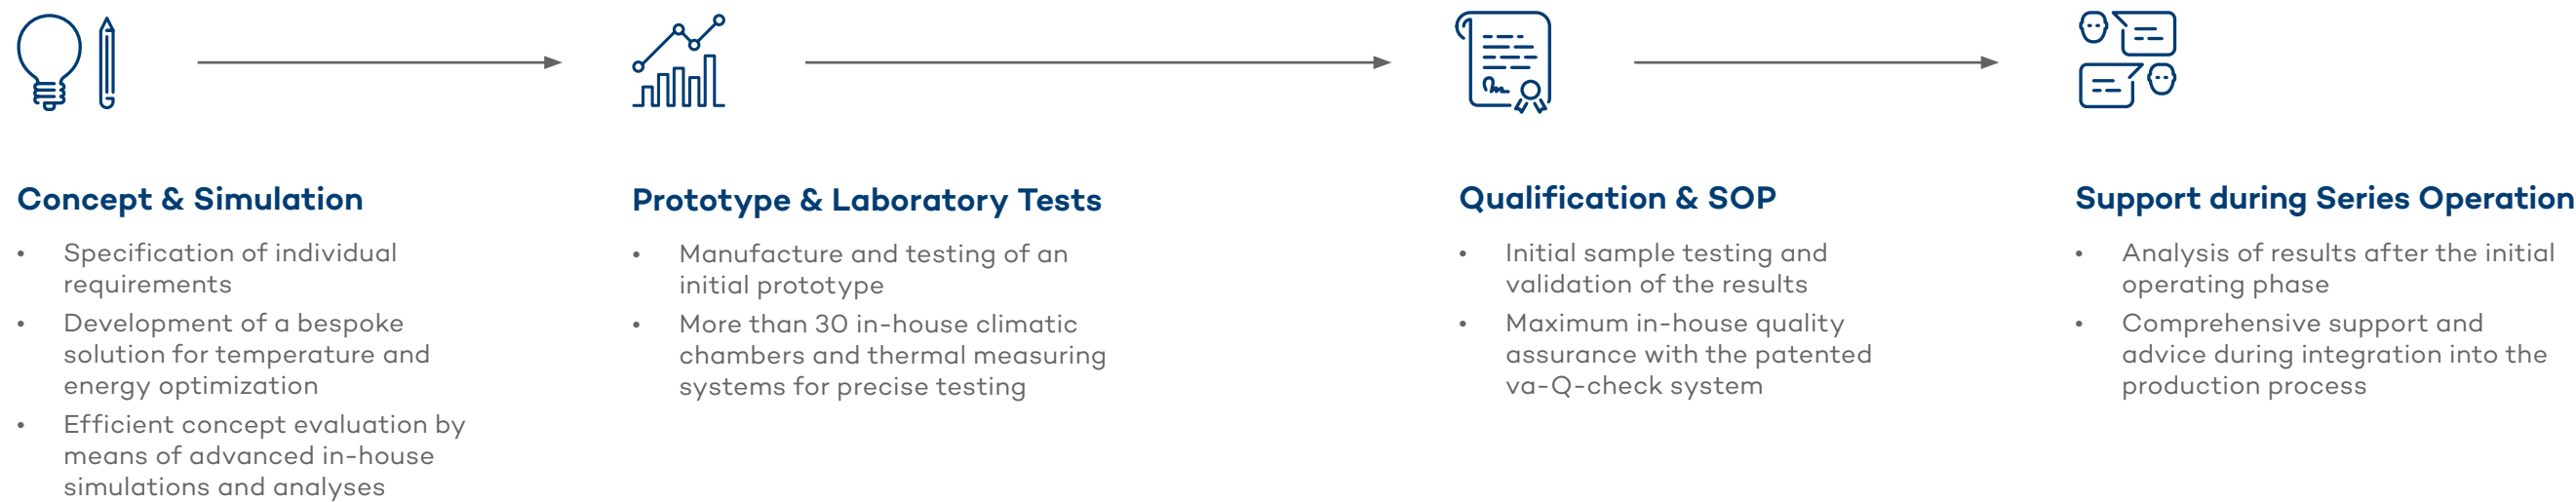 Concept & Simulation
• Specification of individual
requirements
• Development of a bespoke
solution for temperature and
energy optimization
• Efficient concept evaluation by
means of advanced in-house
simulations and analyses
Prototype & Laboratory Tests
• Manufacture and testing of an
initial prototype
• More than 30 in-house climatic
chambers and thermal measuring
systems for precise testing
Qualification & SOP
• Initial sample testing and
validation of the results
• Maximum in-house quality
assurance with the patented
va-Q-check system
Support during Series Operation
• Analysis of results after the initial
operating phase
• Comprehensive support and
advice during integration into the
production process